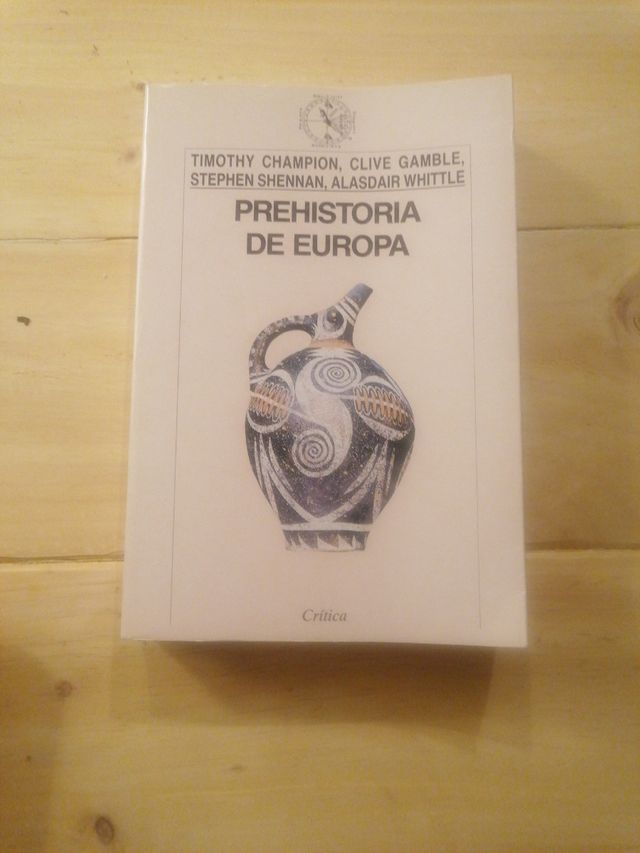 TIMOTHY CHAMPION, CLIVE GAMBLE,
STEPHEN SHENNAN, ALASDAIR WHITTLE
PREHISTORIA
DE EUROPA
Crítica